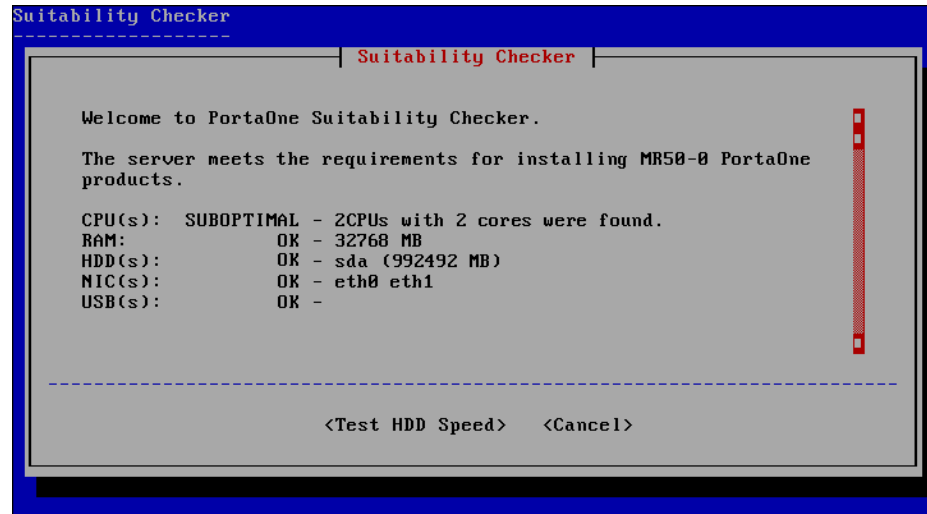 Suitability Checker
Suitability Checker
Welcome to PortaOne Suitability Checker.
The server meets the requirements for installing MR50-0 PortaOne
products.
CPU(s): SUBOPTIMAL - 2CPUs with 2 cores were found.
RAM: OK - 32768 MB
HDD(s): OK - sda (992492 MB)
NIC(s): OK - eth0 eth1
USB(s): OK -
<Test HDD Speed> <Cancel>